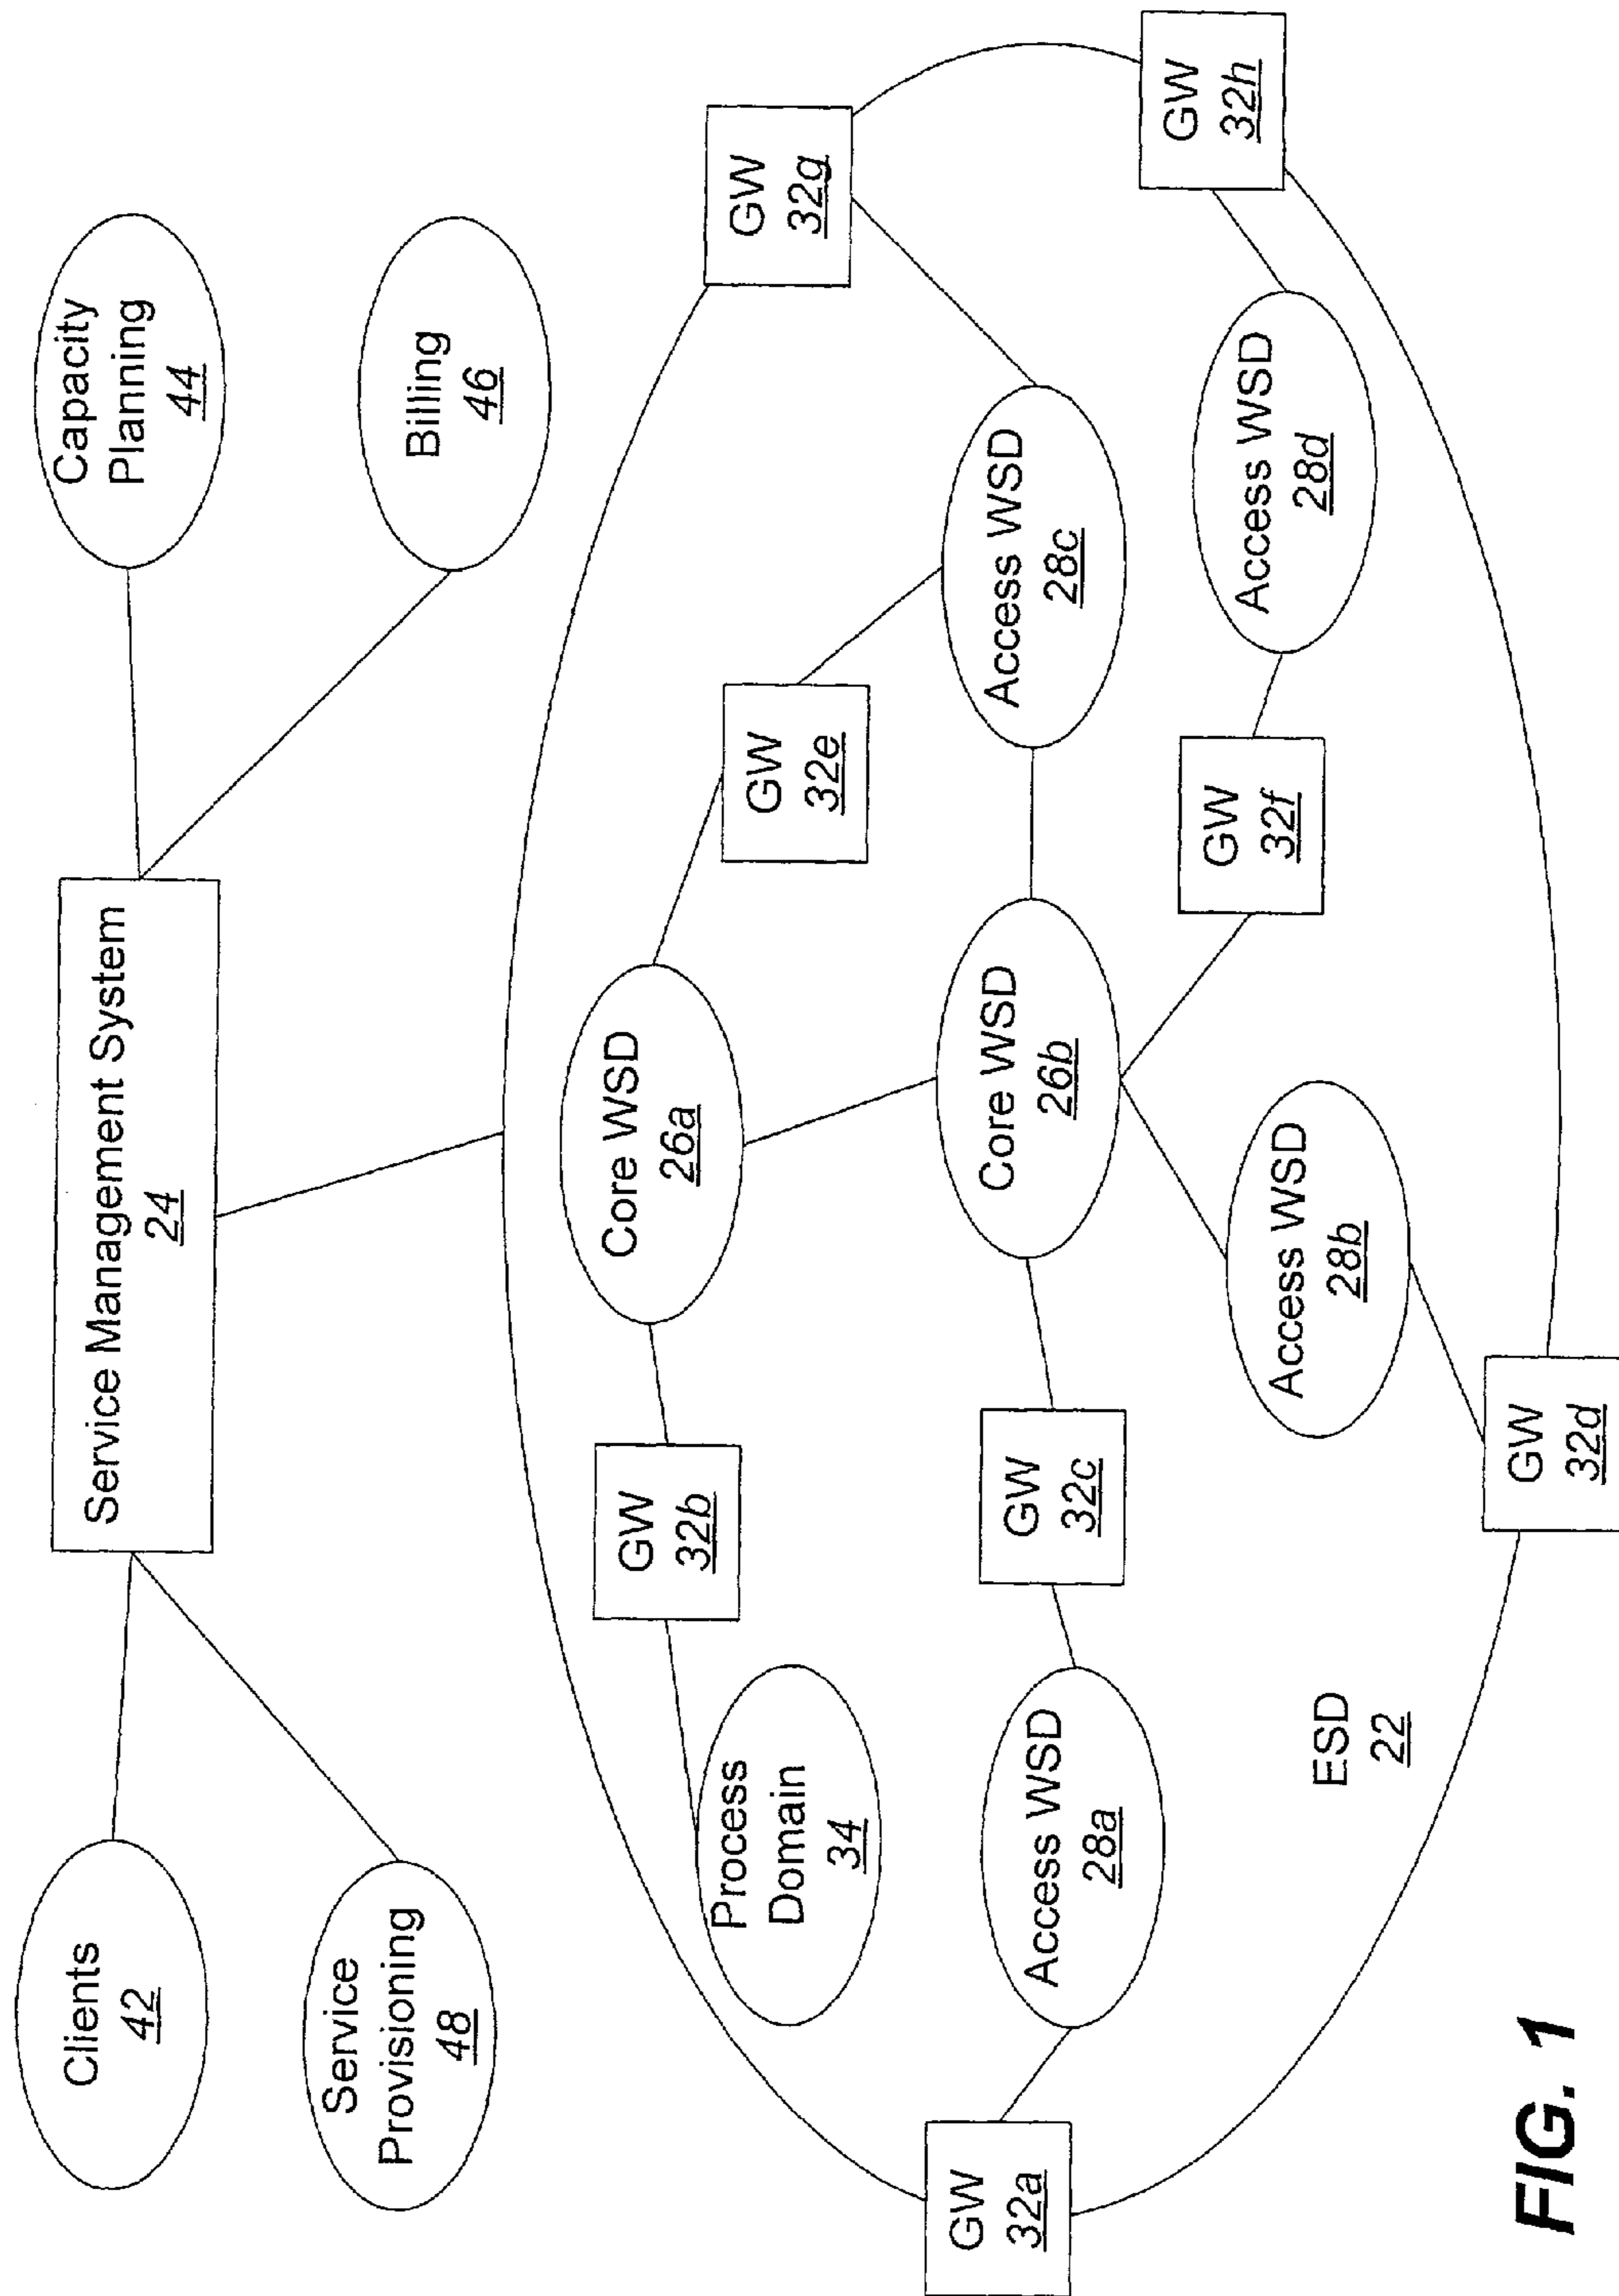 Clients
42
Service
Provisioning
48
Service Management System
24
Capacity
Planning
44
Billing
46
GW
32a
Process
Domain
34
GW
32b
Core WSD
26a
GW
32e
GW
32g
Access WSD
28a
GW
32c
Core WSD
26b
Access WSD
28c
GW
32h
ESD
22
Access WSD
28b
GW
32f
Access WSD
28d
GW
32d
FIG. 1